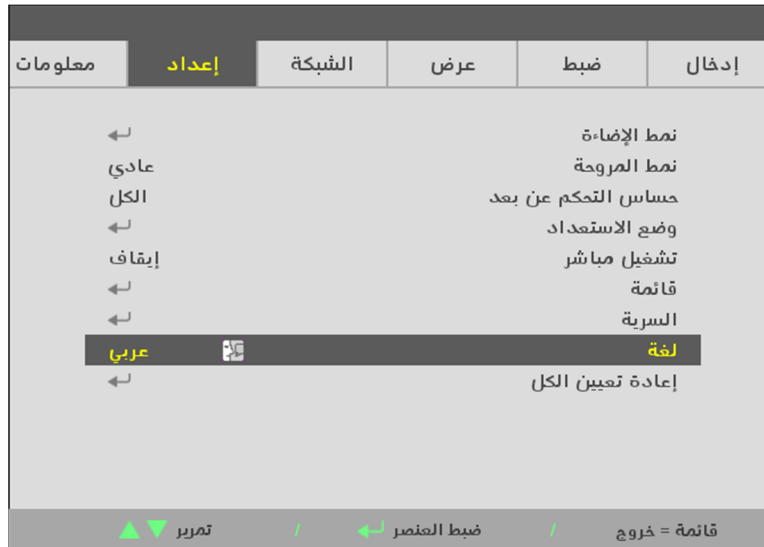 إدخال ضبط عرض الشبكة إعداد معلومات
نمط الإضاءة
نمط المروحة عادي
حساس التحكم عن بعد الكل
وضع الاستعداد
تشغيل مباشر إيقاف
قائمة
السرية
لغة عربي
إعادة تعيين الكل
قائمة = خروج / ضبط العنصر / تمرير